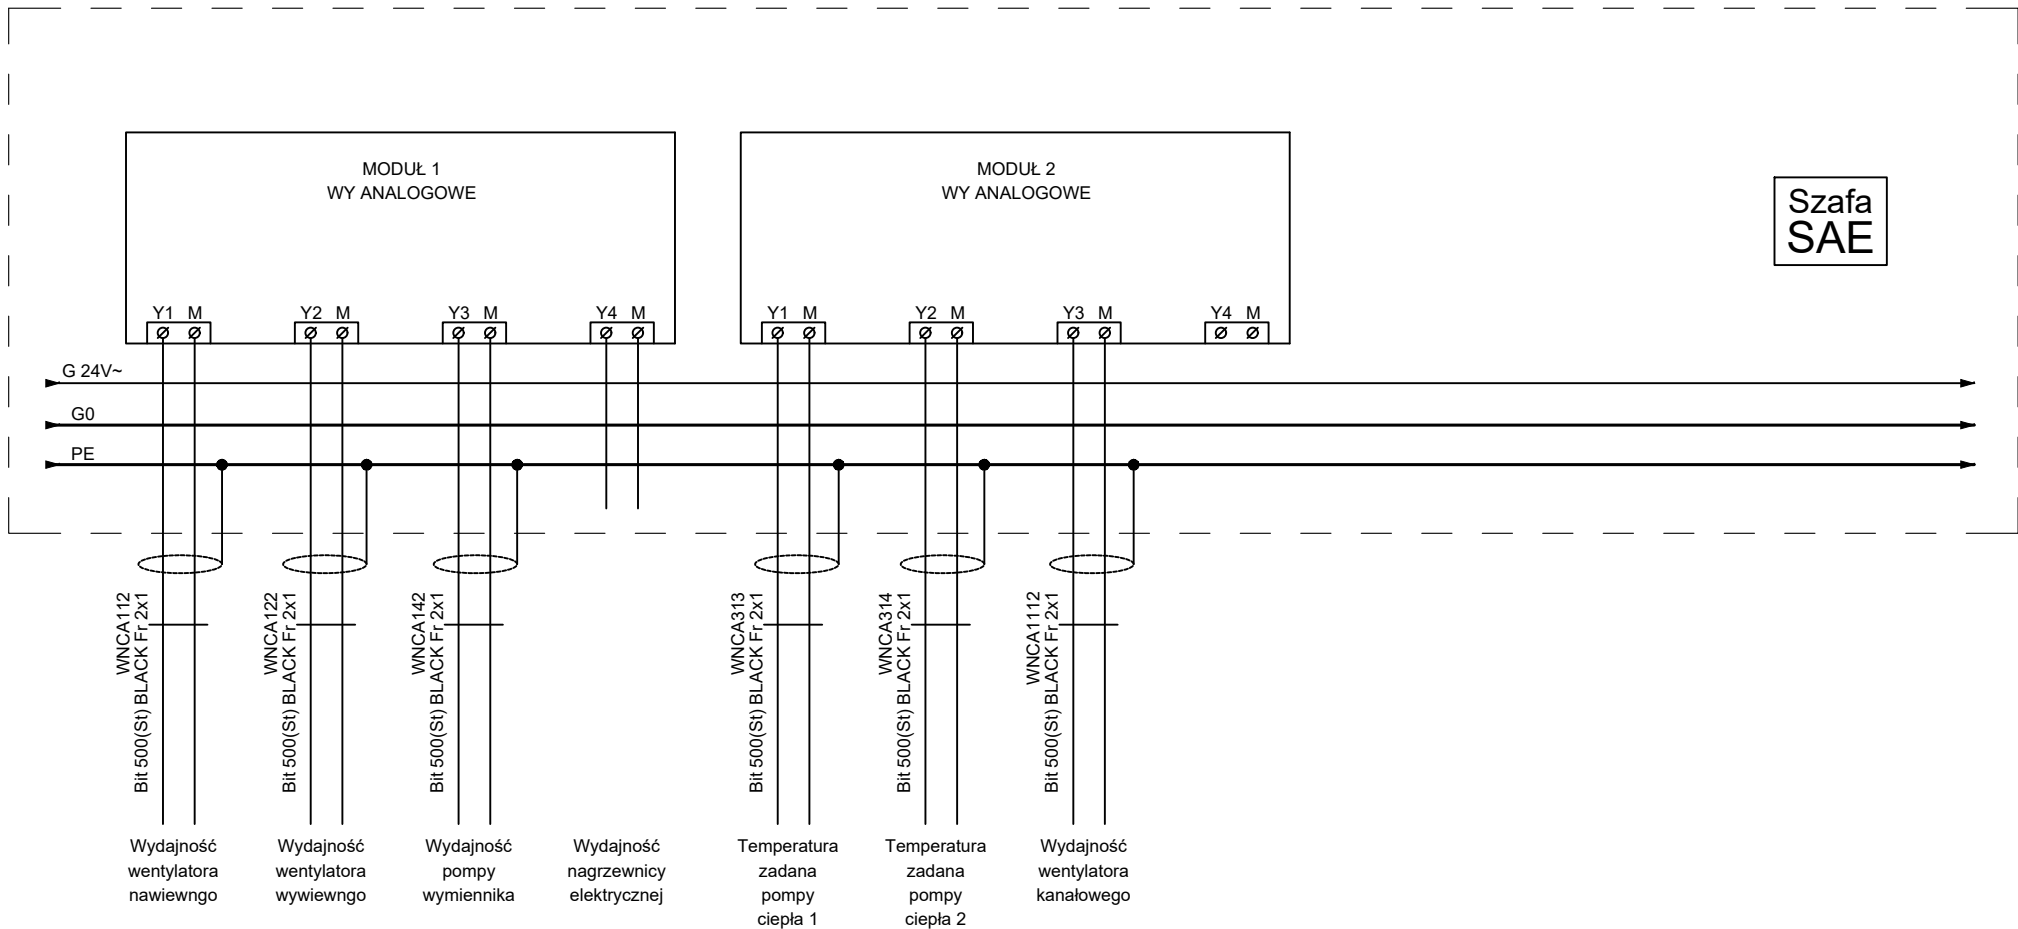 MODUŁ 1
WY ANALOGOWE
MODUŁ 2
WY ANALOGOWE
Szafa
SAE
Y1 M
Y2 M
Y3 M
Y4 M
Y1 M
Y2 M
Y3 M
Y4 M
G 24V~
G0
PE
WNCA112
Bit 500(St) BLACK Fr 2x1
WNCA122
Bit 500(St) BLACK Fr 2x1
WNCA142
Bit 500(St) BLACK Fr 2x1
WNCA313
Bit 500(St) BLACK Fr 2x1
WNCA314
Bit 500(St) BLACK Fr 2x1
WNCA1112
Bit 500(St) BLACK Fr 2x1
Wydajność
wentylatora
nawiewngo
Wydajność
wentylatora
wywiewngo
Wydajność
pompy
wymiennika
Wydajność
nagrzewnicy
elektrycznej
Temperatura
zadana
pompy
ciepła 1
Temperatura
zadana
pompy
ciepła 2
Wydajność
wentylatora
kanałowego